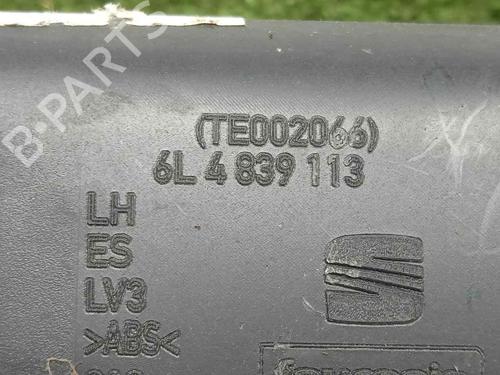 B-PARTS
(TE002066)
6L 4 839 113
LH
ES
LV3
>ABS<